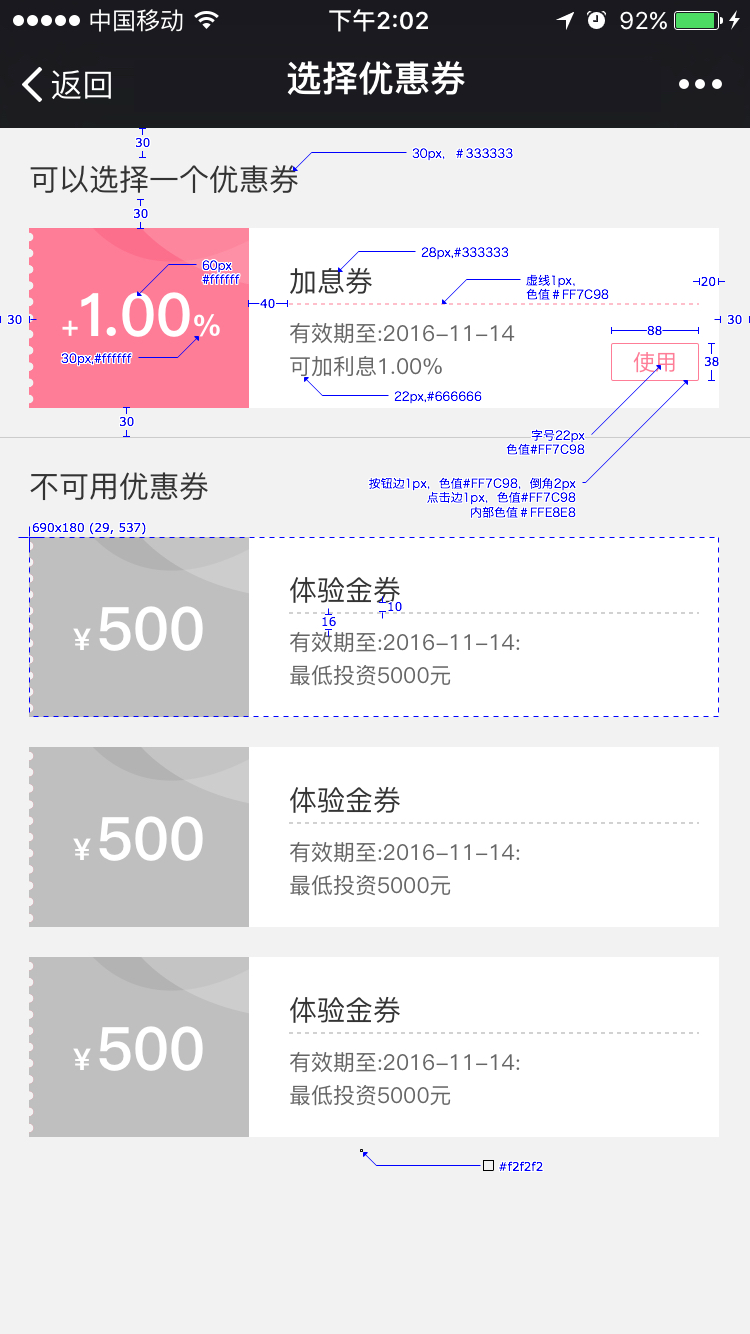 中国移动
下午2:02
92%
返回
选择优惠券
30
30px, #333333
可以选择一个优惠券
30
28px,#333333
60px
#ffffff
加息券
虚线1px,
色值#FF7C98
20
40
30
30
+1.00%
有效期至:2016-11-14
88
30px,#ffffff
可加利息1.00%
使用
38
22px,#666666
30
字号22px
色值#FF7C98
不可用优惠券
按钮边1px, 色值#FF7C98, 倒角2px
点击边1px, 色值#FF7C98
内部色值#FFE8E8
690x180 (29, 537)
体验金券
10
16
¥500
有效期至:2016-11-14:
最低投资5000元
体验金券
¥500
有效期至:2016-11-14:
最低投资5000元
体验金券
¥500
有效期至:2016-11-14:
最低投资5000元
#f2f2f2